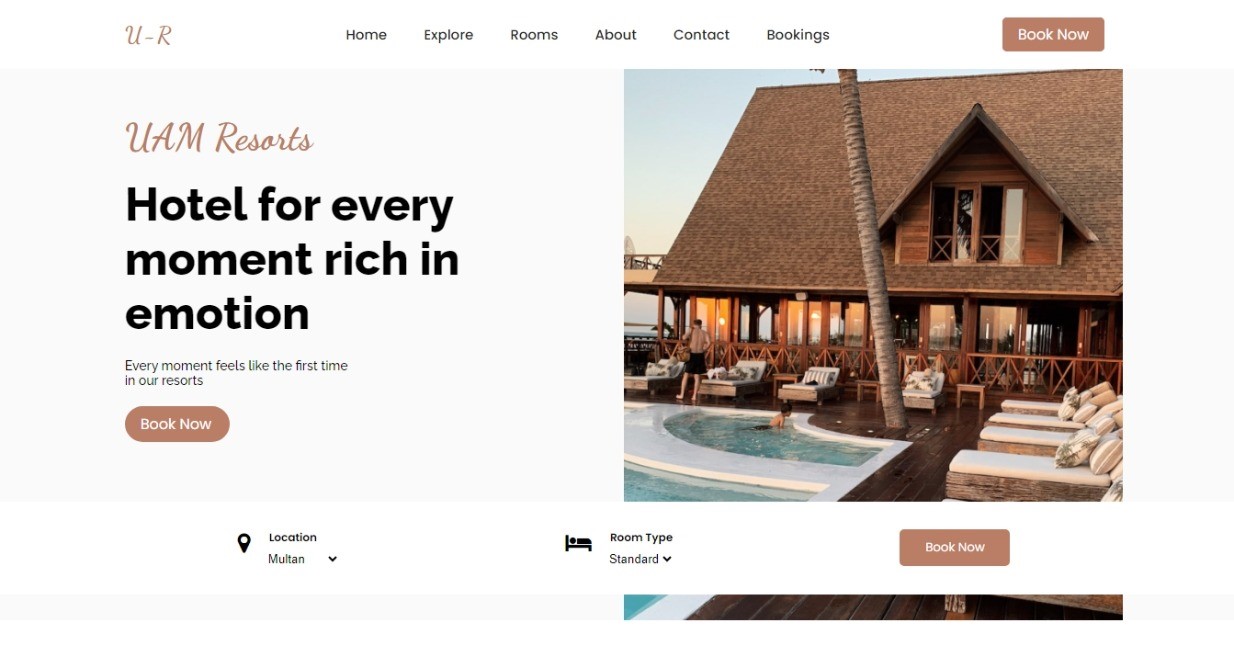 U-R
Home
Explore
Rooms
About
Contact
Bookings
Book Now
UAM Resorts
Hotel for every
moment rich in
emotion
Every moment feels like the first time
in our resorts
Book Now
Location
Multan
Room Type
Standard
Book Now